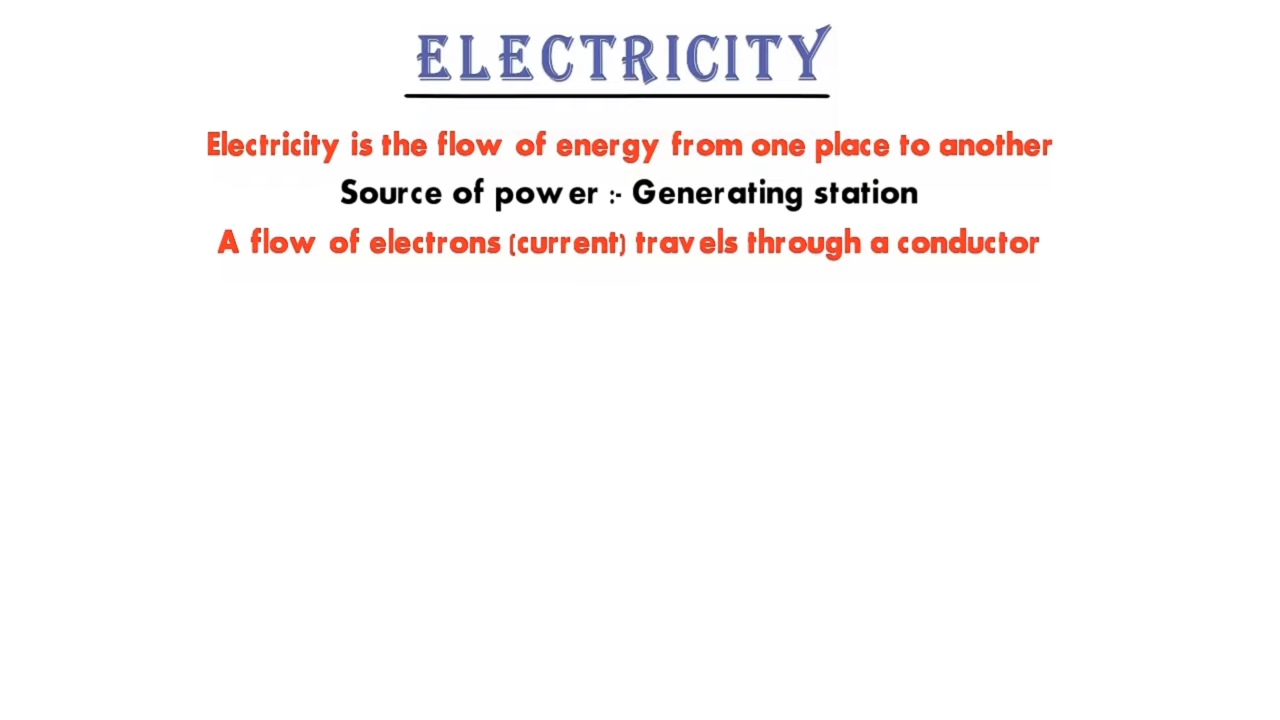 ELECTRICITY
Electricity is the flow of energy from one place to another
Source of power :- Generating station
A flow of electrons (current) travels through a conductor